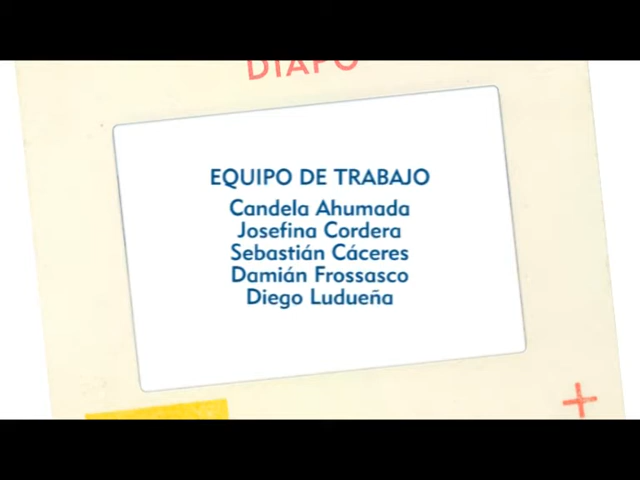 DIAPO
EQUIPO DE TRABAJO
Candela Ahumada
Josefina Cordera
Sebastián Cáceres
Damián Frossasco
Diego Ludueña